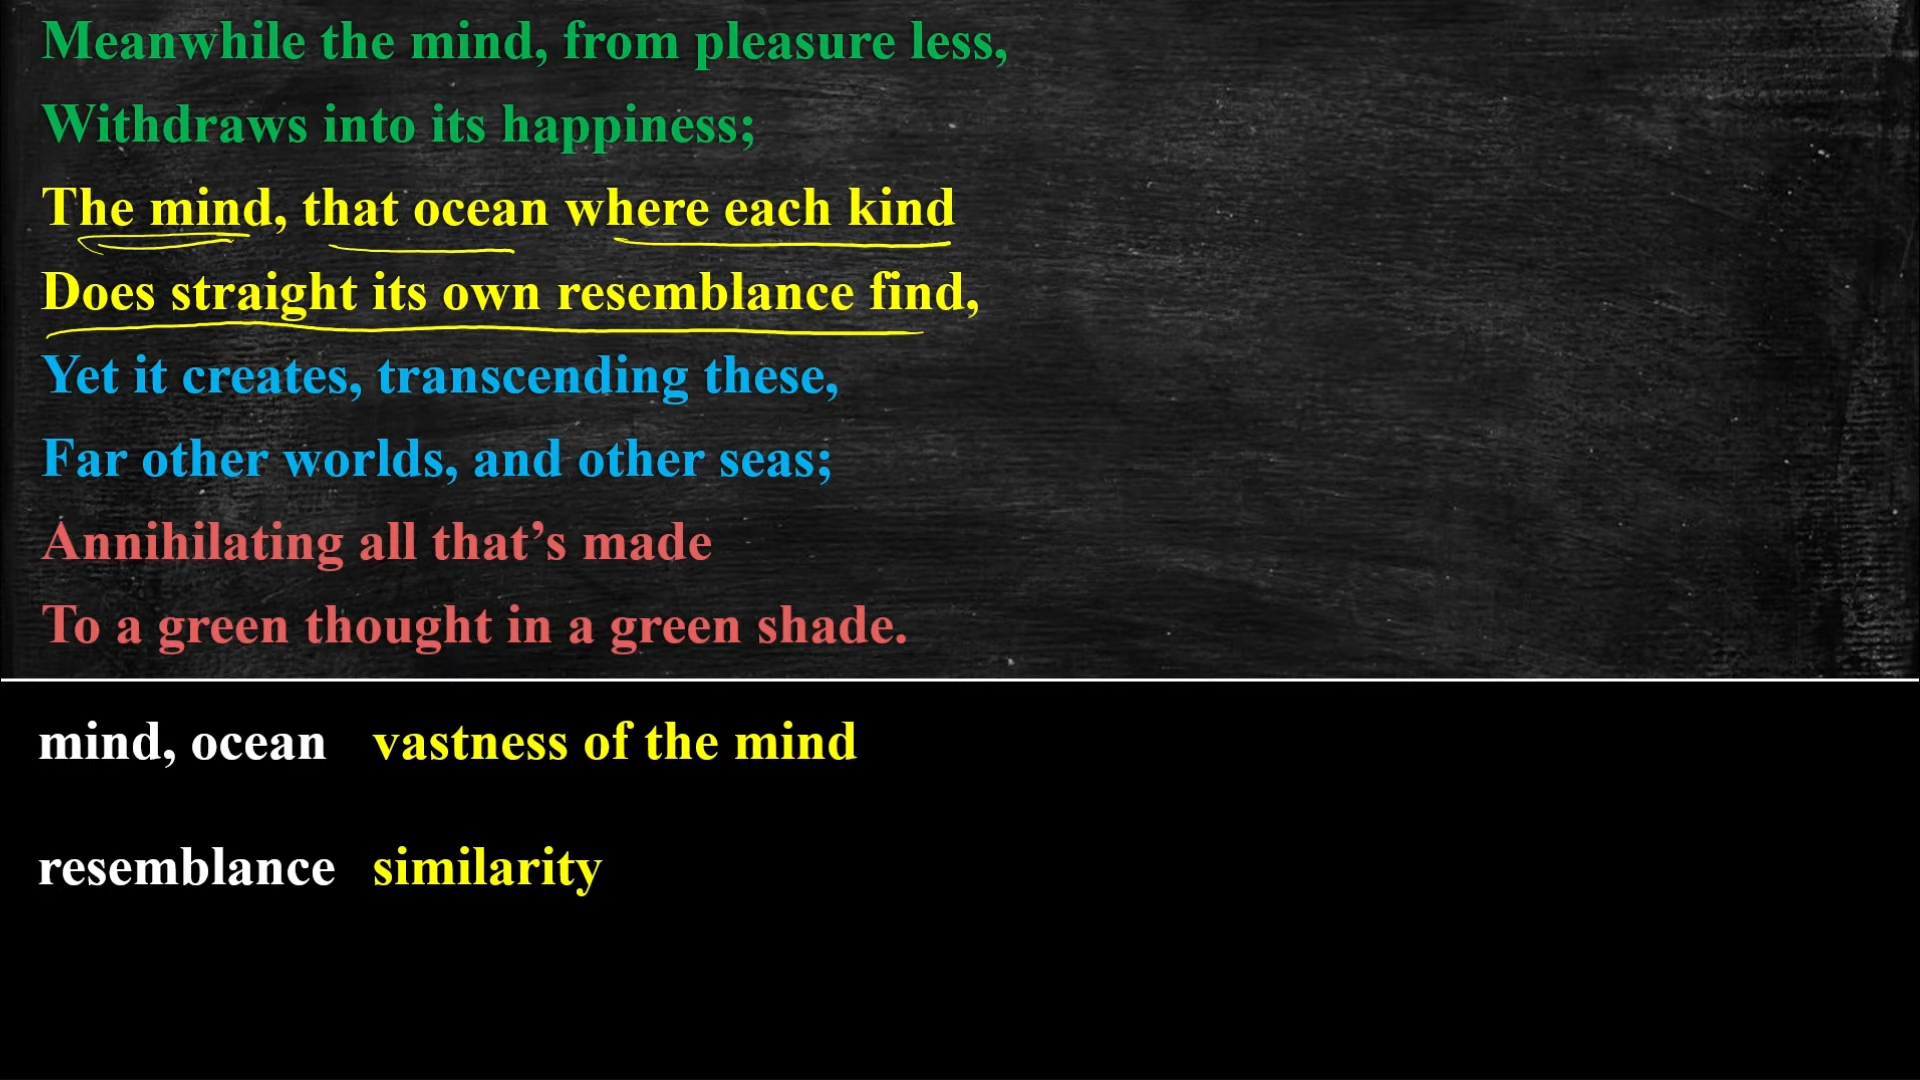 Meanwhile the mind, from pleasure less,
Withdraws into its happiness;
The mind, that ocean where each kind
Does straight its own resemblance find,
Yet it creates, transcending these,
Far other worlds, and other seas;
Annihilating all that’s made
To a green thought in a green shade.
mind, ocean vastness of the mind
resemblance similarity